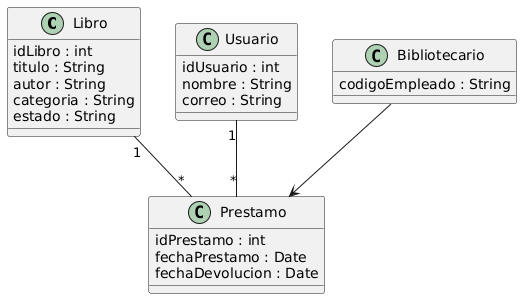 C Libro
idLibro : int
titulo : String
autor : String
categoria : String
estado : String
C Usuario
idUsuario : int
nombre : String
correo : String
C Bibliotecario
codigoEmpleado : String
1
*
1
*
C Prestamo
idPrestamo : int
fechaPrestamo : Date
fechaDevolucion : Date